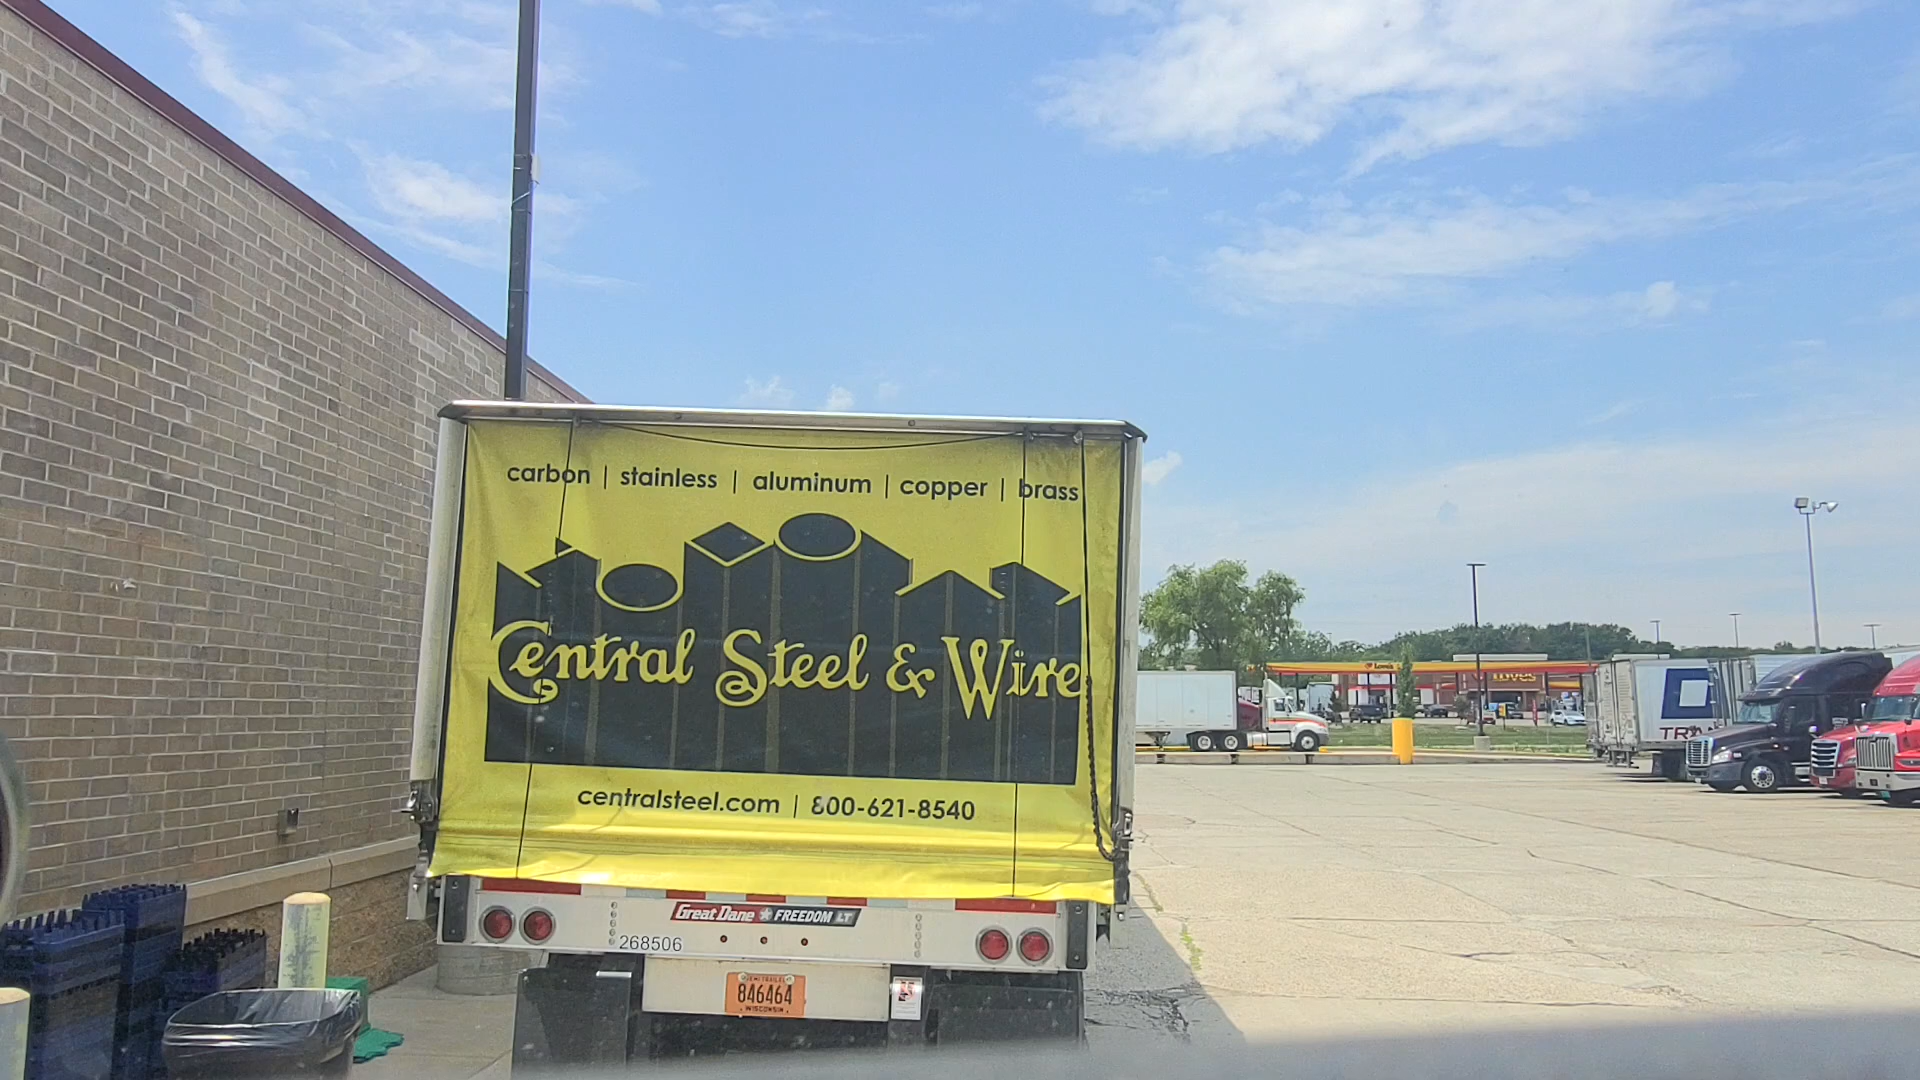 carbon | stainless | aluminum | copper | brass
Central Steel & Wire
centralsteel.com | 800-621-8540
Great Dane FREEDOM LT
268506
846464
WISCONSIN
Love's